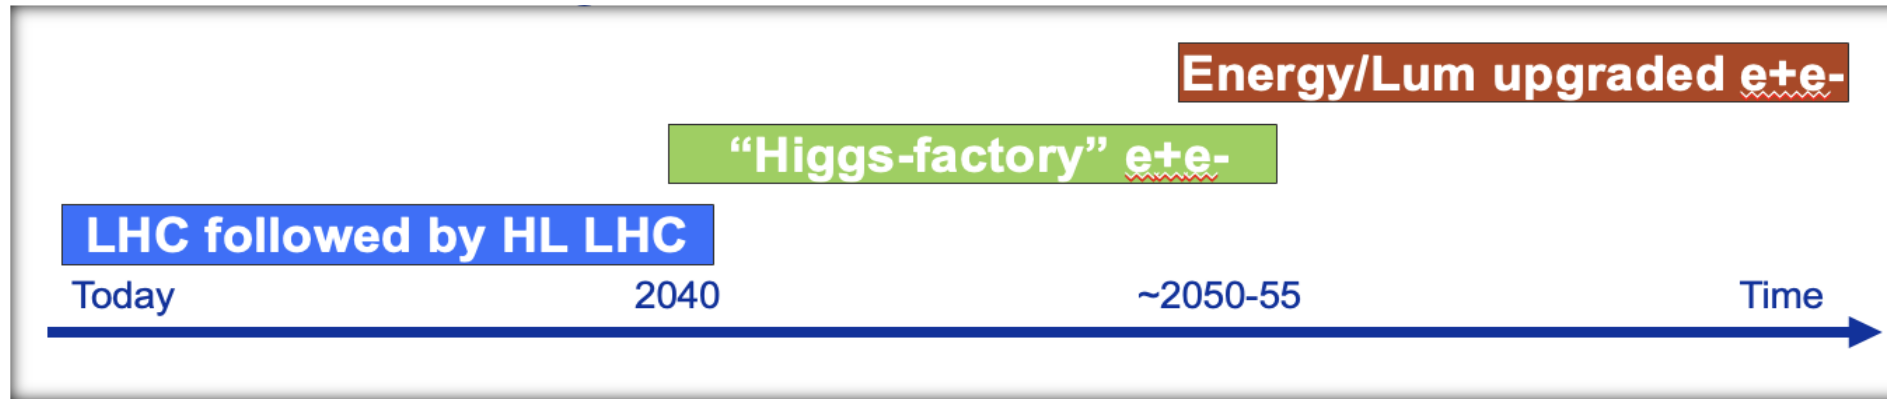 Energy/Lum upgraded e+e-
“Higgs-factory” e+e-
LHC followed by HL LHC
Today 2040 ~2050-55 Time